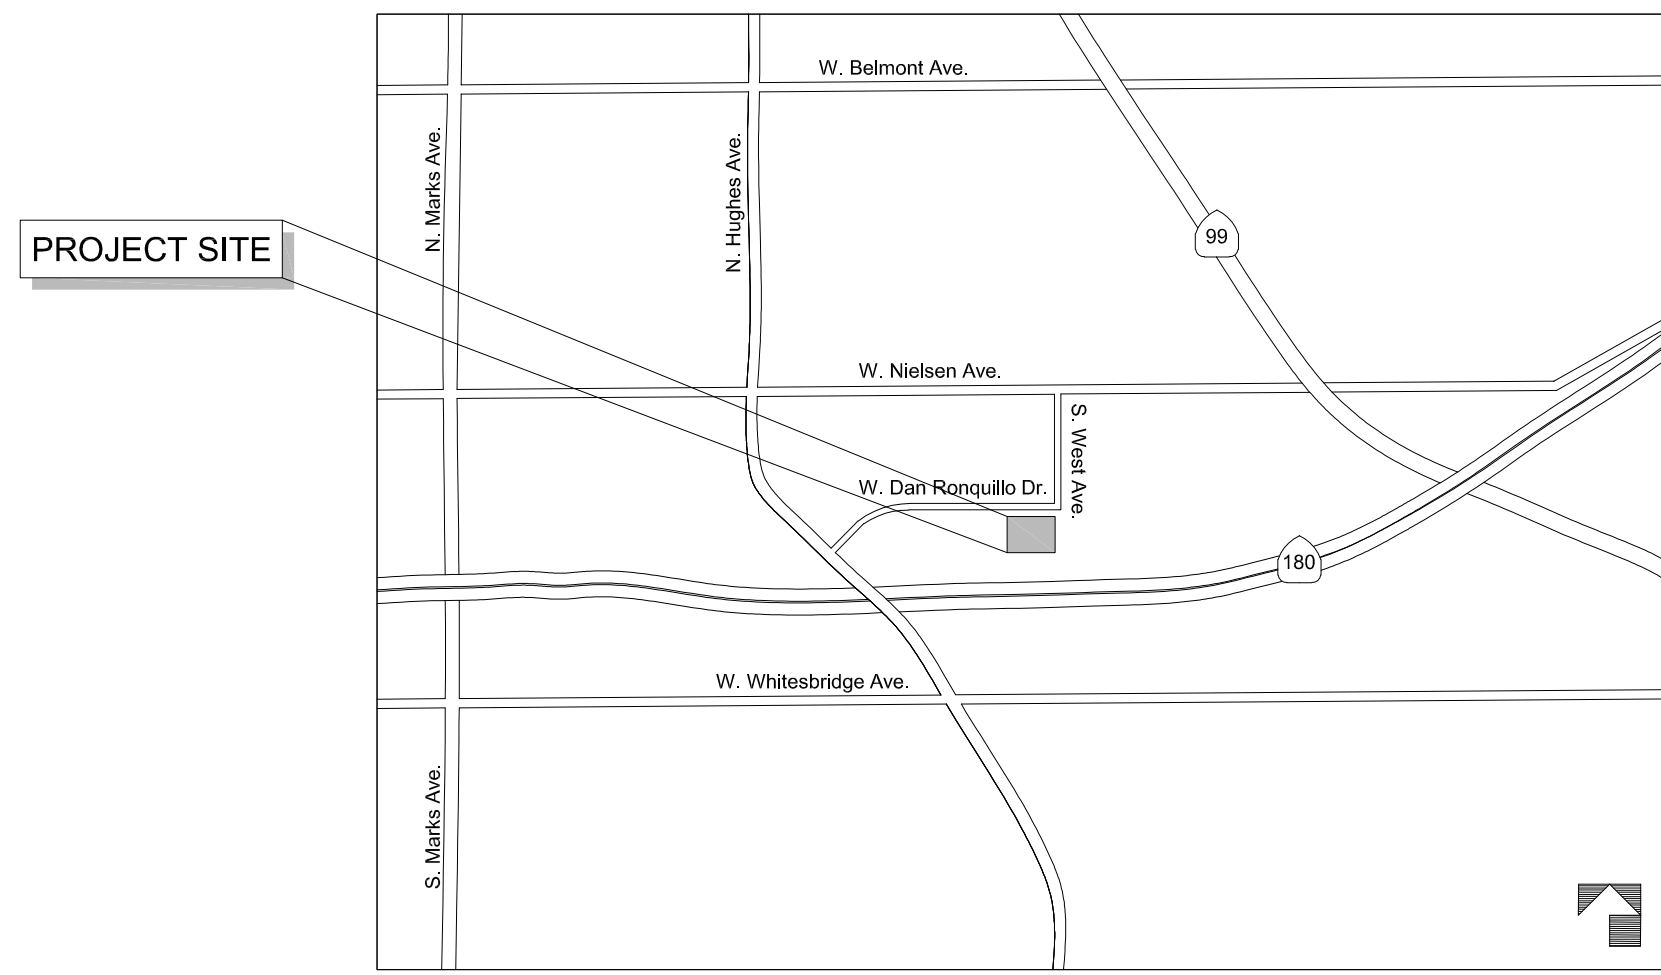 W. Belmont Ave.
N. Marks Ave.
N. Hughes Ave.
PROJECT SITE
99
W. Nielsen Ave.
S. West Ave.
W. Dan Ronquillo Dr.
180
W. Whitesbridge Ave.
S. Marks Ave.